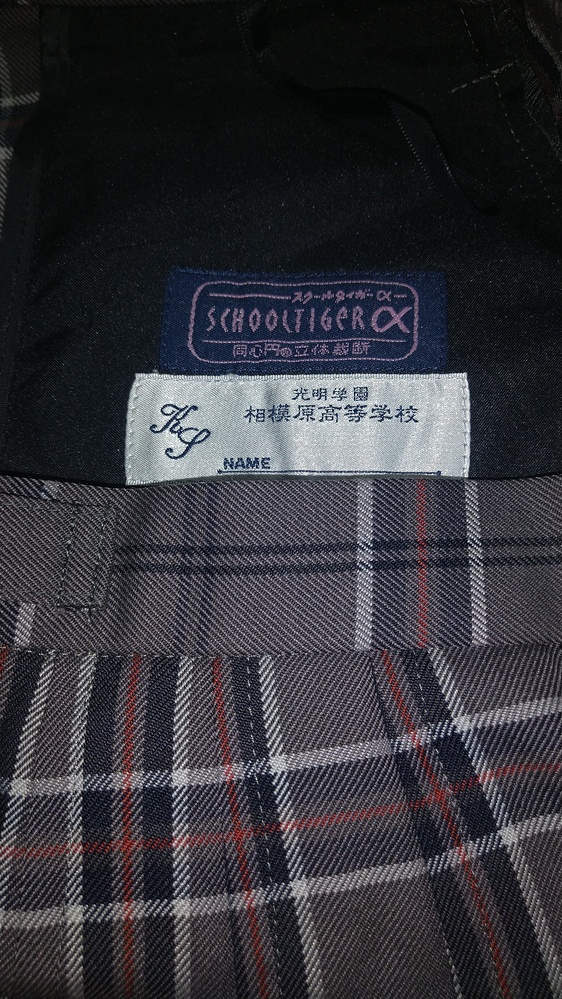 スクールタイガーα
SCHOOLTIGER α
同心円の立体裁断
光明学園
相模原高等学校
KS
NAME